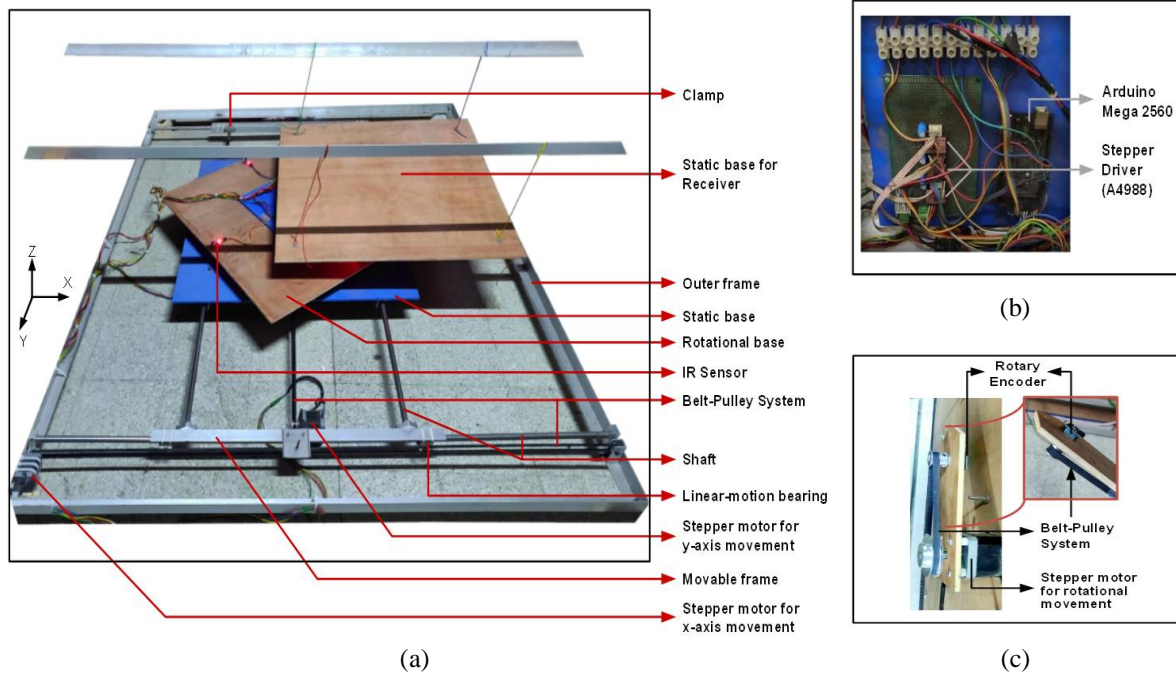 Clamp
Static base for
Receiver
Z
X
Y
Outer frame
Static base
Rotational base
IR Sensor
Belt-Pulley System
Shaft
Linear-motion bearing
Stepper motor for
y-axis movement
Movable frame
Stepper motor for
x-axis movement
(a)
Arduino
Mega 2560
Stepper
Driver
(A4988)
(b)
Rotary
Encoder
Belt-Pulley
System
Stepper motor
for rotational
movement
(c)